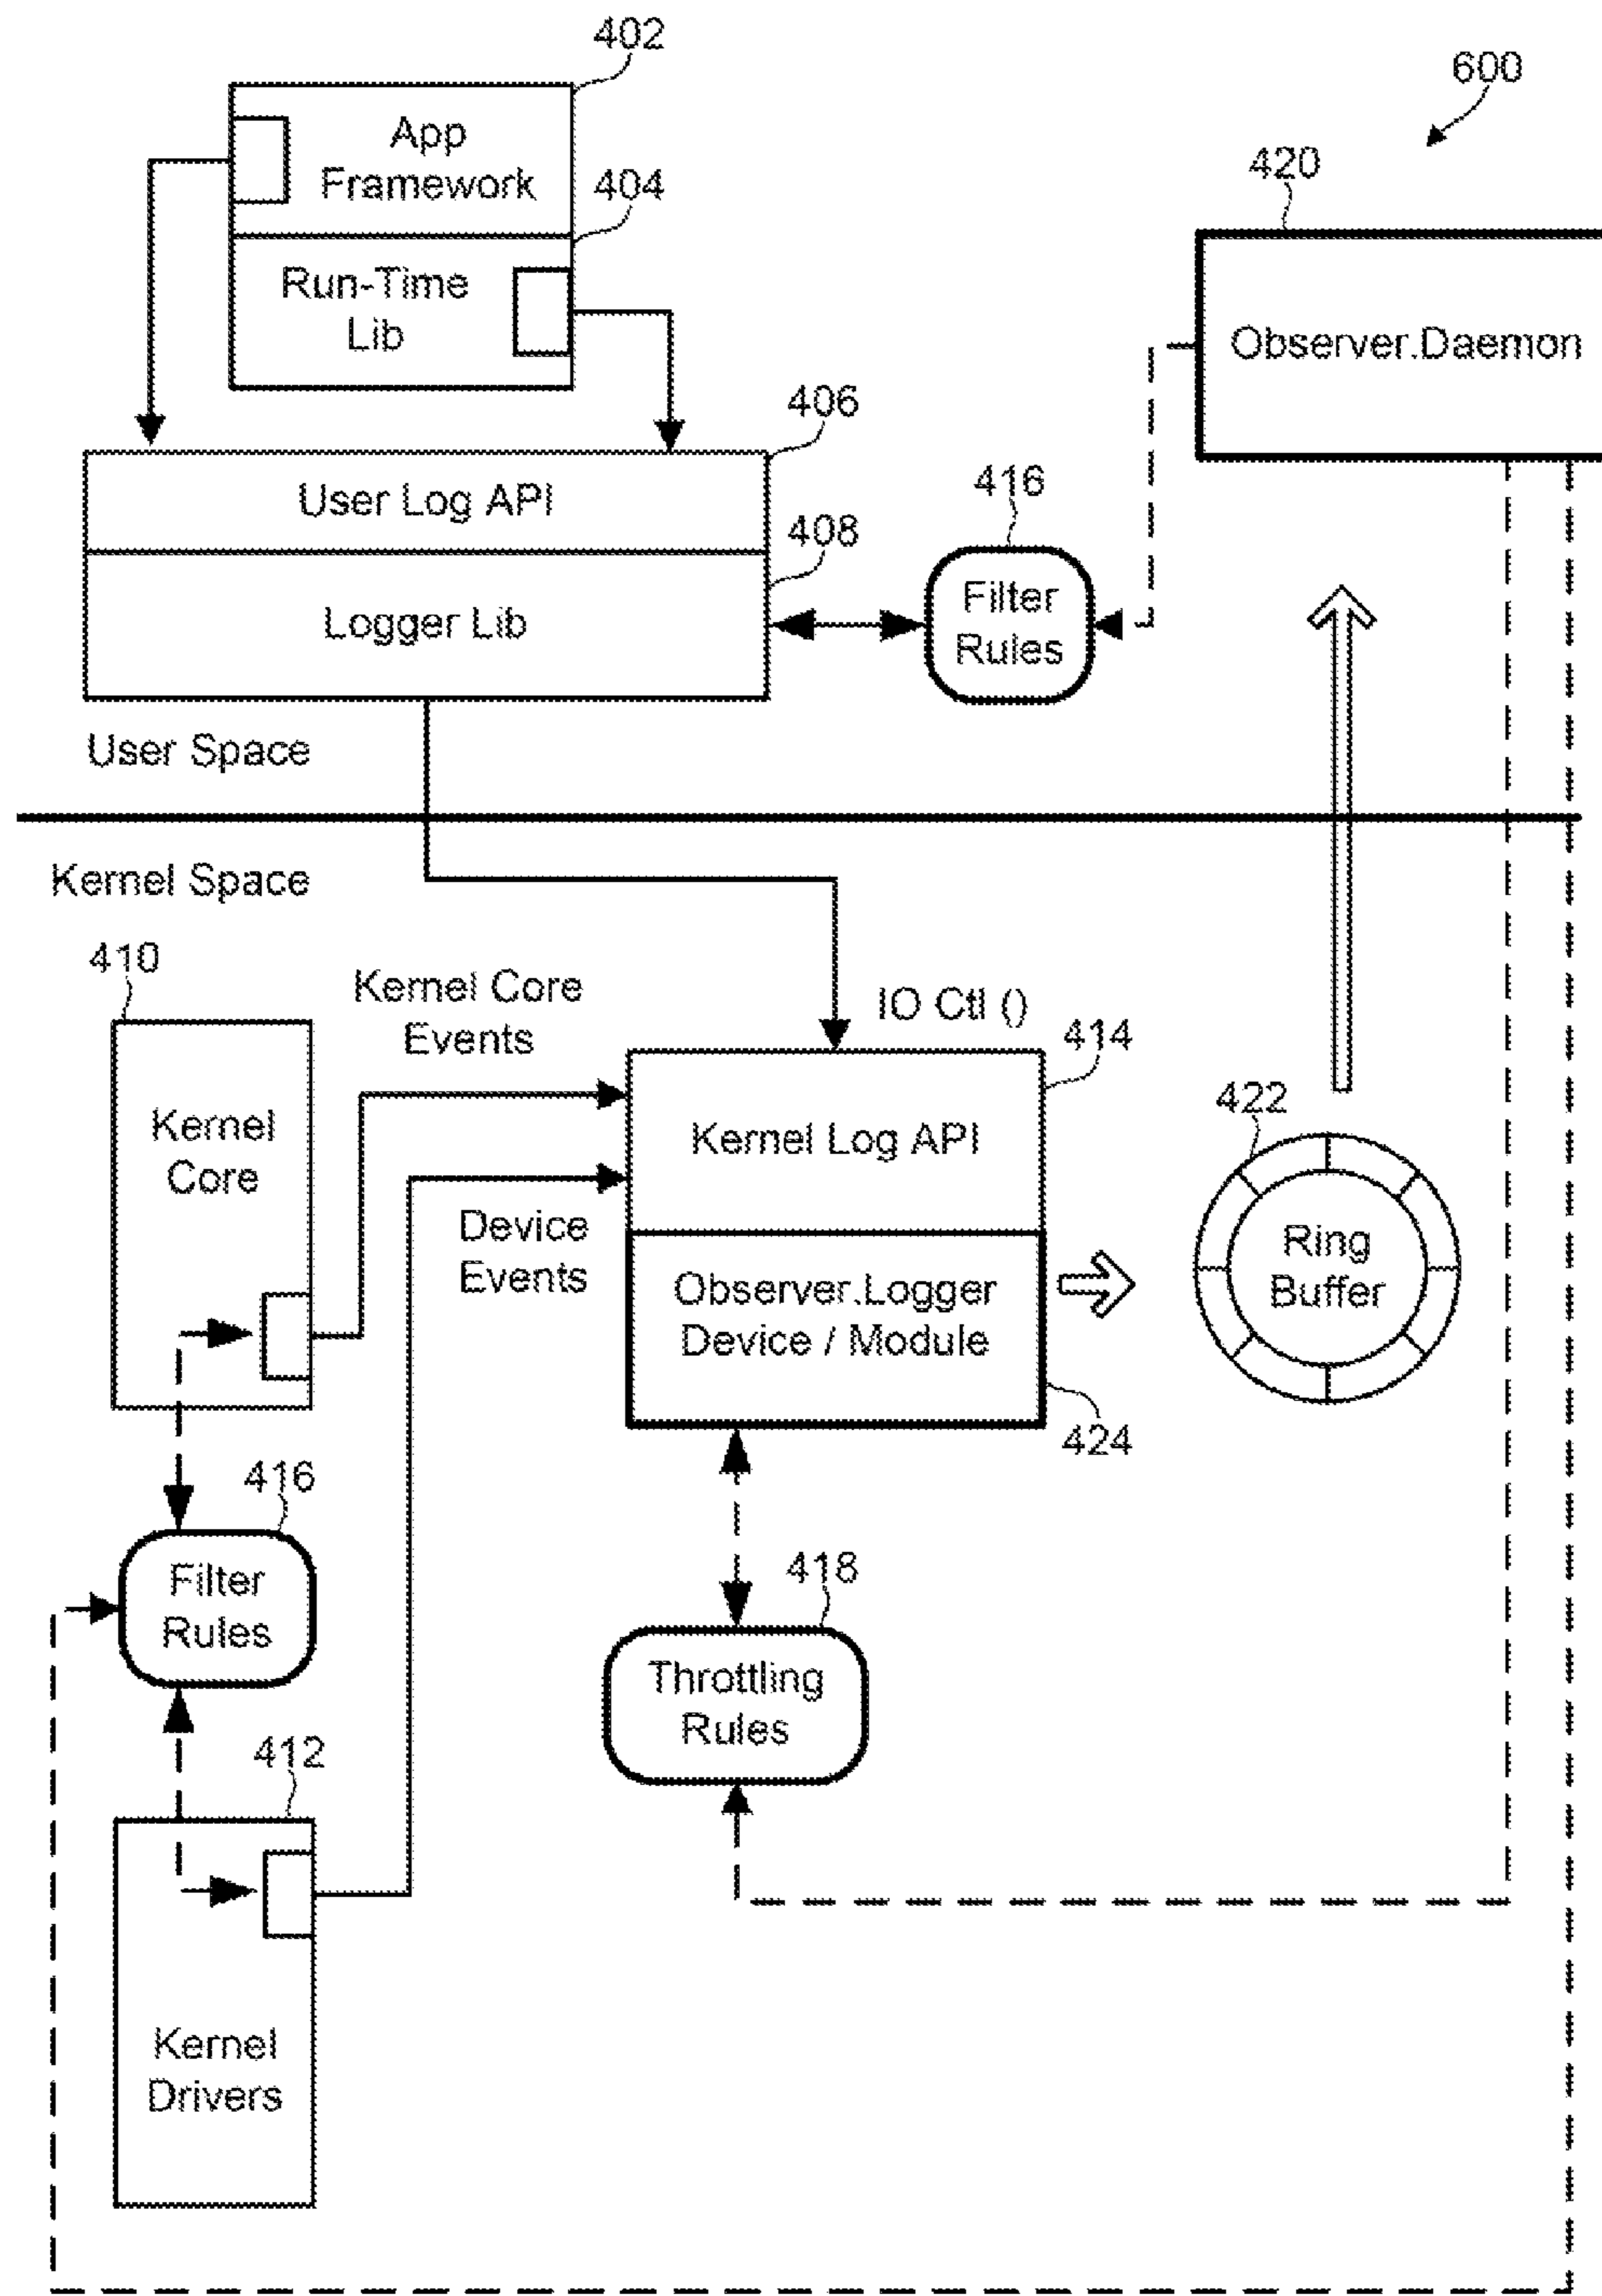 402
600
App
Framework
404
420
Run-Time
Lib
Observer.Daemon
406
User Log API
416
408
Filter
Rules
Logger Lib
User Space
Kernel Space
410
Kernel Core
Events
IO Ctl ()
414
Kernel
Core
Kernel Log API
422
Device
Events
Ring
Buffer
Observer.Logger
Device / Module
424
416
Filter
Rules
418
Throttling
Rules
412
Kernel
Drivers